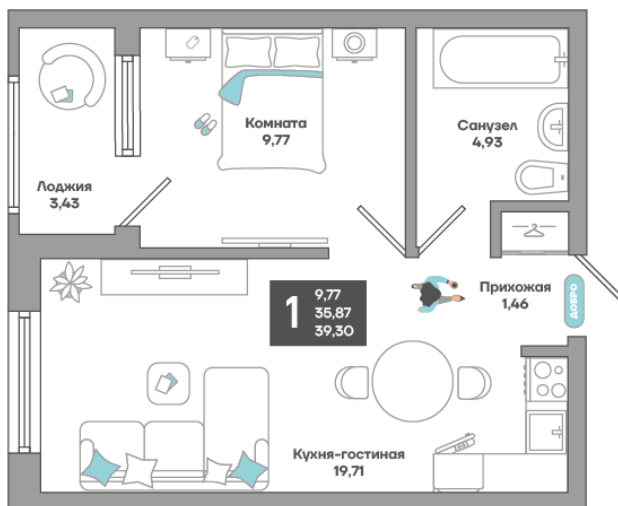 Комната
9,77
Санузел
4,93
Лоджия
3,43
Прихожая
1,46
ДОБРО
1
9,77
35,87
39,30
Кухня-гостиная
19,71